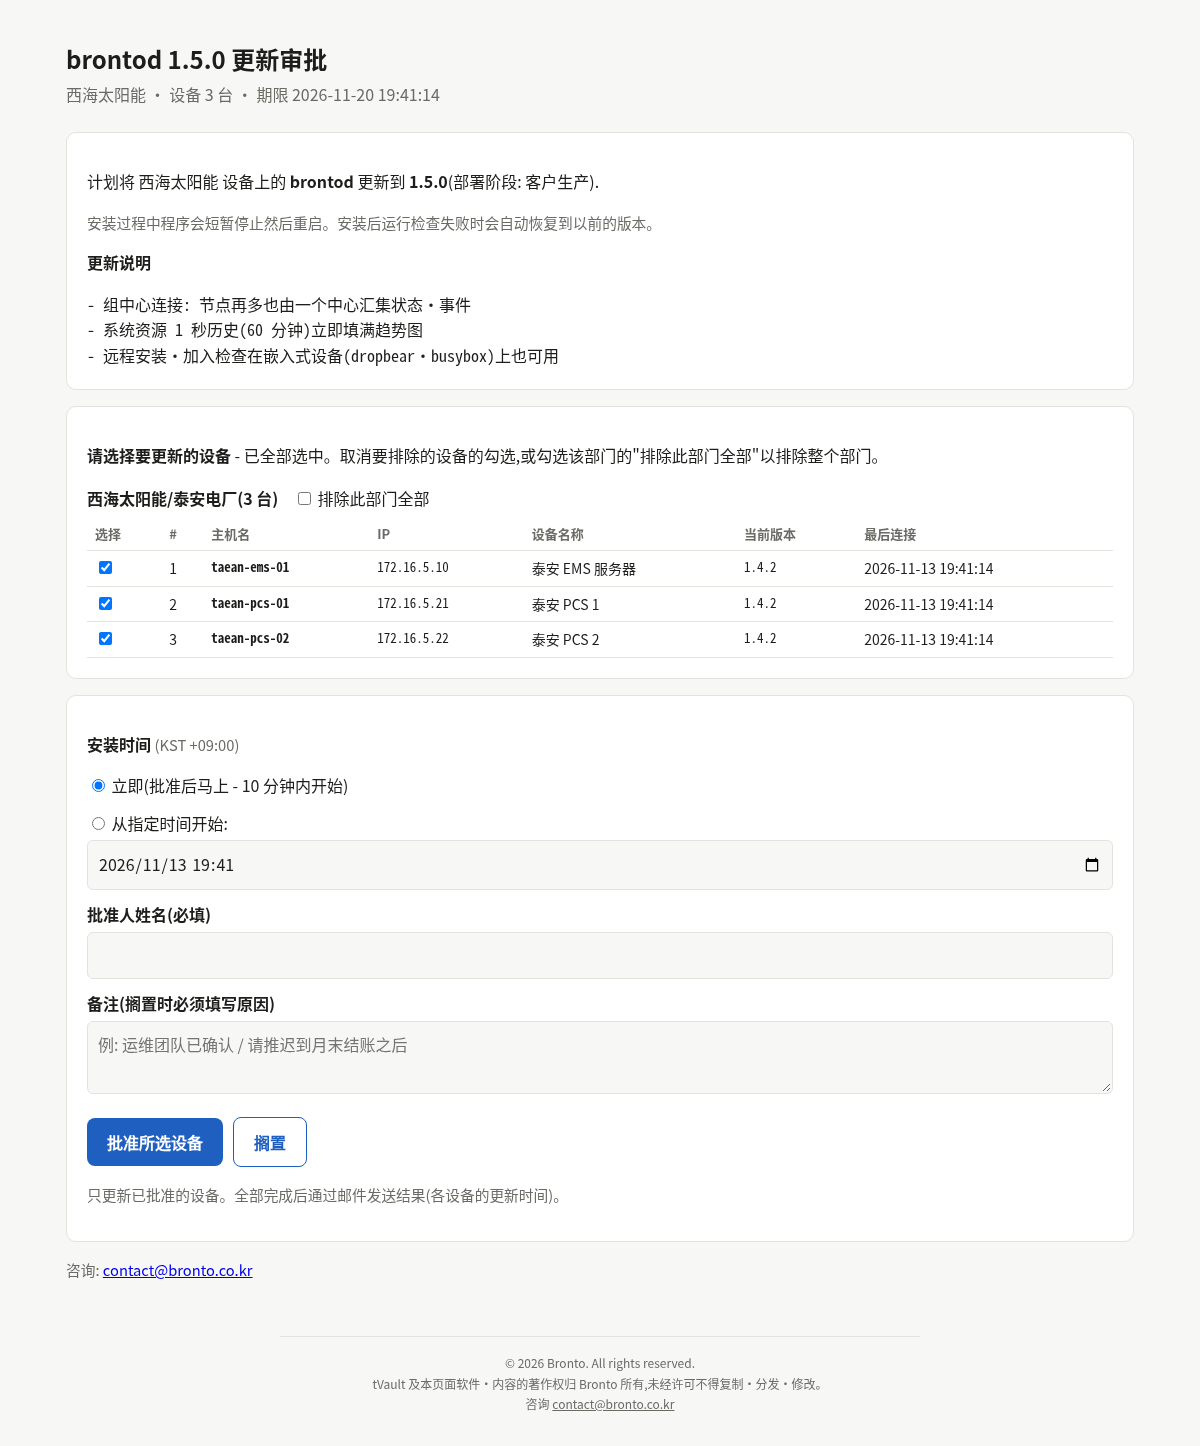 brontod 1.5.0 更新审批
西海太阳能 · 设备 3 台 · 期限 2026-11-20 19:41:14
计划将 西海太阳能 设备上的 brontod 更新到 1.5.0(部署阶段: 客户生产).
安装过程中程序会短暂停止然后重启。安装后运行检查失败时会自动恢复到以前的版本。
更新说明
- 组中心连接: 节点再多也由一个中心汇集状态·事件
- 系统资源 1 秒历史(60 分钟)立即填满趋势图
- 远程安装·加入检查在嵌入式设备(dropbear·busybox)上也可用
请选择要更新的设备 - 已全部选中。取消要排除的设备的勾选,或勾选该部门的"排除此部门全部"以排除整个部门。
西海太阳能/泰安电厂(3 台) 排除此部门全部
选择 # 主机名 IP 设备名称 当前版本 最后连接
1 taean-ems-01 172.16.5.10 泰安 EMS 服务器 1.4.2 2026-11-13 19:41:14
2 taean-pcs-01 172.16.5.21 泰安 PCS 1 1.4.2 2026-11-13 19:41:14
3 taean-pcs-02 172.16.5.22 泰安 PCS 2 1.4.2 2026-11-13 19:41:14
安装时间 (KST +09:00)
立即(批准后马上 - 10 分钟内开始)
从指定时间开始:
2026/11/13 19:41
批准人姓名(必填)
备注(搁置时必须填写原因)
例: 运维团队已确认 / 请推迟到月末结账之后
批准所选设备 搁置
只更新已批准的设备。全部完成后通过邮件发送结果(各设备的更新时间)。
咨询: contact@bronto.co.kr
© 2026 Bronto. All rights reserved.
tVault 及本页面软件·内容的著作权归 Bronto 所有,未经许可不得复制·分发·修改。
咨询 contact@bronto.co.kr